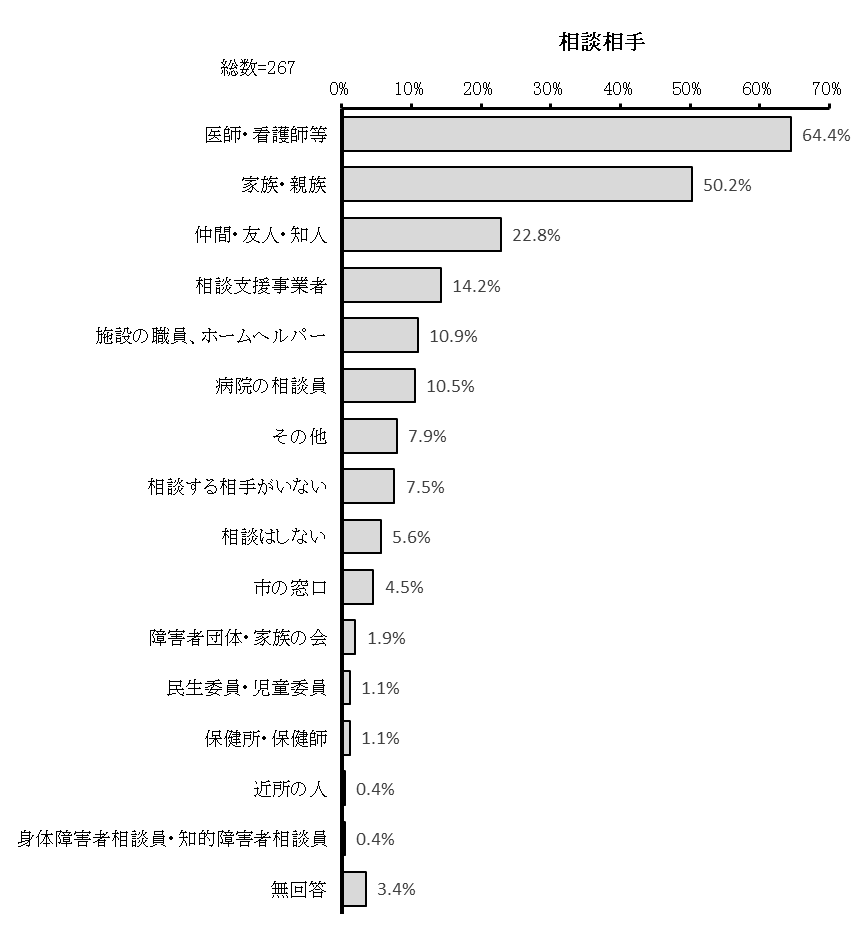 相談相手
総数=267
0% 10% 20% 30% 40% 50% 60% 70%
医師・看護師等 64.4%
家族・親族 50.2%
仲間・友人・知人 22.8%
相談支援事業者 14.2%
施設の職員、ホームヘルパー 10.9%
病院の相談員 10.5%
その他 7.9%
相談する相手がいない 7.5%
相談はしない 5.6%
市の窓口 4.5%
障害者団体・家族の会 1.9%
民生委員・児童委員 1.1%
保健所・保健師 1.1%
近所の人 0.4%
身体障害者相談員・知的障害者相談員 0.4%
無回答 3.4%